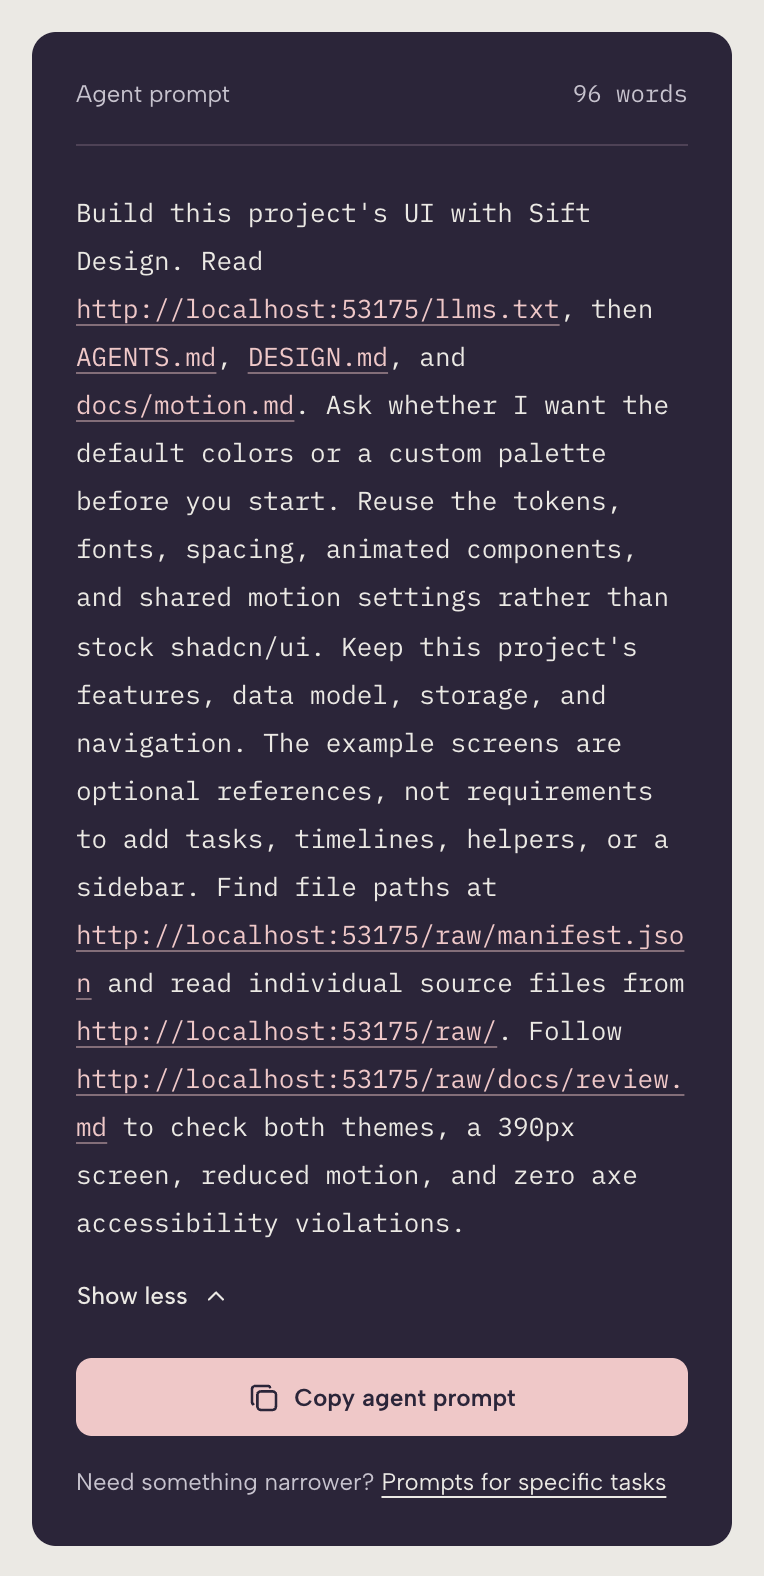 Agent prompt
96 words
Build this project's UI with Sift
Design. Read
http://localhost:53175/llms.txt, then
AGENTS.md, DESIGN.md, and
docs/motion.md. Ask whether I want the
default colors or a custom palette
before you start. Reuse the tokens,
fonts, spacing, animated components,
and shared motion settings rather than
stock shadcn/ui. Keep this project's
features, data model, storage, and
navigation. The example screens are
optional references, not requirements
to add tasks, timelines, helpers, or a
sidebar. Find file paths at
http://localhost:53175/raw/manifest.jso
n and read individual source files from
http://localhost:53175/raw/. Follow
http://localhost:53175/raw/docs/review.
md to check both themes, a 390px
screen, reduced motion, and zero axe
accessibility violations.
Show less
Copy agent prompt
Need something narrower? Prompts for specific tasks